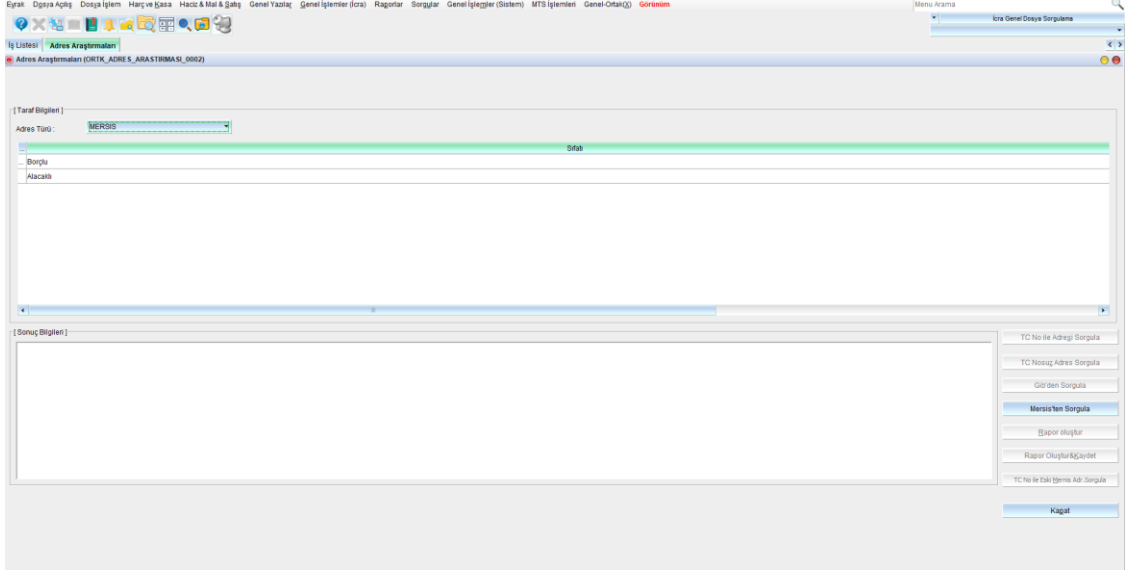 Evrak Dosya Açılış Dosya İşlem Harç ve Kasa Haciz & Mal & Satış Genel Yazılar Genel İşlemler (İcra) Raporlar Sorgular Genel İşlemler (Sistem) MTS İşlemleri Genel-Ortak(X) Görünüm Menu Arama
İcra Genel Dosya Sorgulama
İş Listesi Adres Araştırmaları
Adres Araştırmaları (ORTK_ADRES_ARASTIRMASI_0002)
[ Taraf Bilgileri ]
Adres Türü : MERSIS
... Sıfatı
... Borçlu
Alacaklı
[ Sonuç Bilgileri ]
TC No ile Adresi Sorgula
TC Nosuz Adres Sorgula
Gib'den Sorgula
Mersis'ten Sorgula
Rapor oluştur
Rapor Oluştur&Kaydet
TC No ile Eski Mernis Adr.Sorgula
Kapat